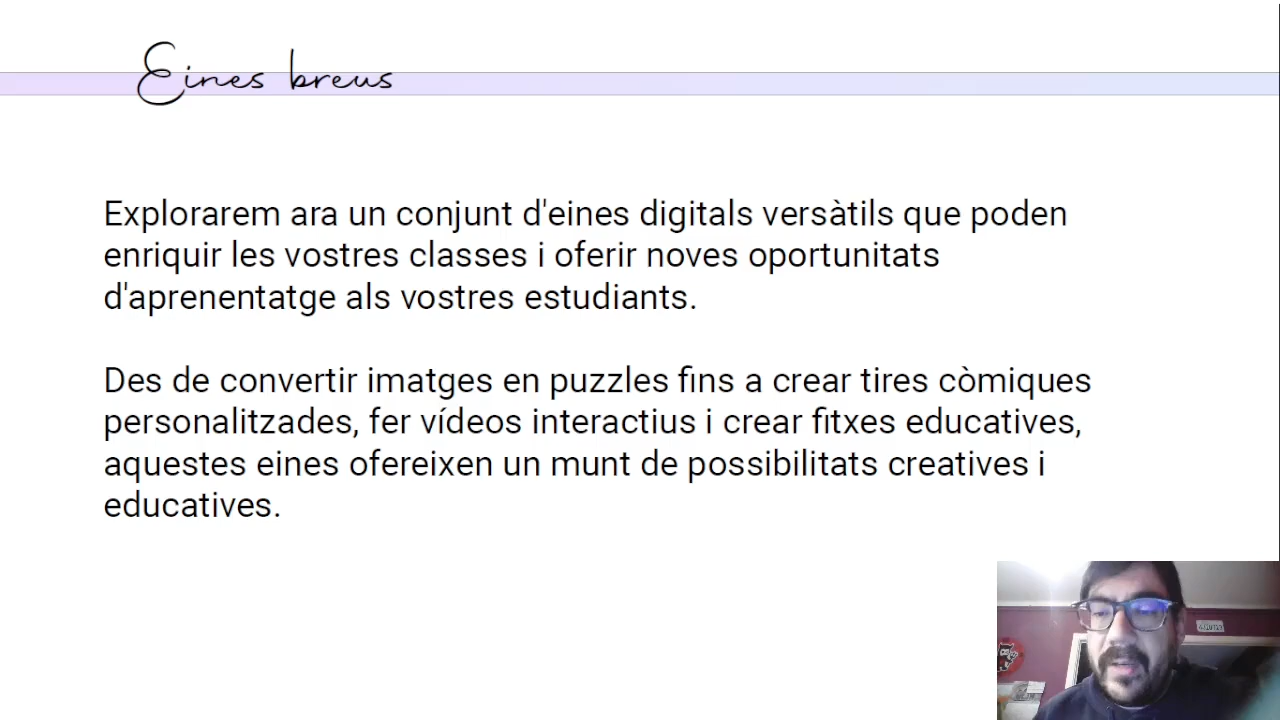 Eines breus
Explorarem ara un conjunt d'eines digitals versàtils que poden
enriquir les vostres classes i oferir noves oportunitats
d'aprenentatge als vostres estudiants.
Des de convertir imatges en puzzles fins a crear tires còmiques
personalitzades, fer vídeos interactius i crear fitxes educatives,
aquestes eines ofereixen un munt de possibilitats creatives i
educatives.